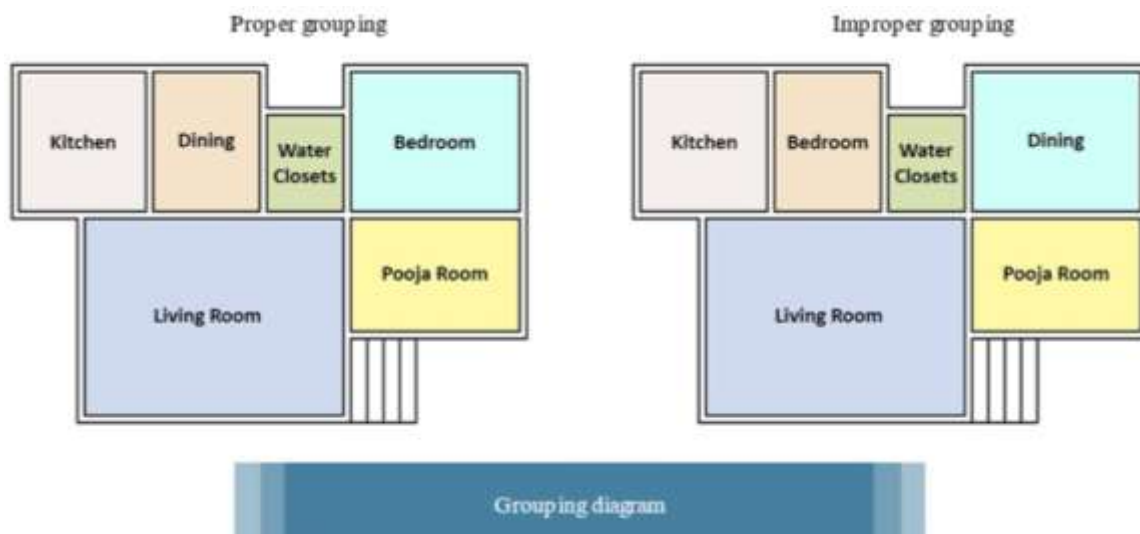 Proper grouping
Improper grouping
Kitchen
Dining
Water
Closets
Bedroom
Living Room
Pooja Room
Kitchen
Bedroom
Water
Closets
Dining
Living Room
Pooja Room
Grouping diagram